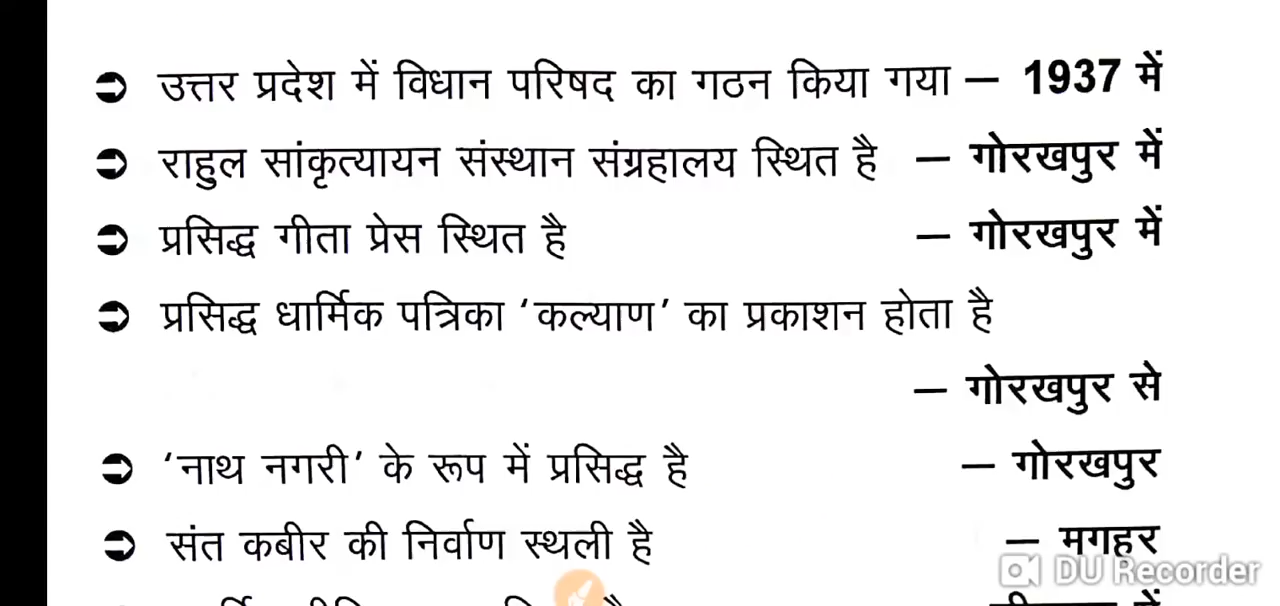 ➲ उत्तर प्रदेश में विधान परिषद का गठन किया गया – 1937 में
➲ राहुल सांकृत्यायन संस्थान संग्रहालय स्थित है – गोरखपुर में
➲ प्रसिद्ध गीता प्रेस स्थित है – गोरखपुर में
➲ प्रसिद्ध धार्मिक पत्रिका ‘कल्याण’ का प्रकाशन होता है
– गोरखपुर से
➲ ‘नाथ नगरी’ के रूप में प्रसिद्ध है – गोरखपुर
➲ संत कबीर की निर्वाण स्थली है – मगहर
DU Recorder